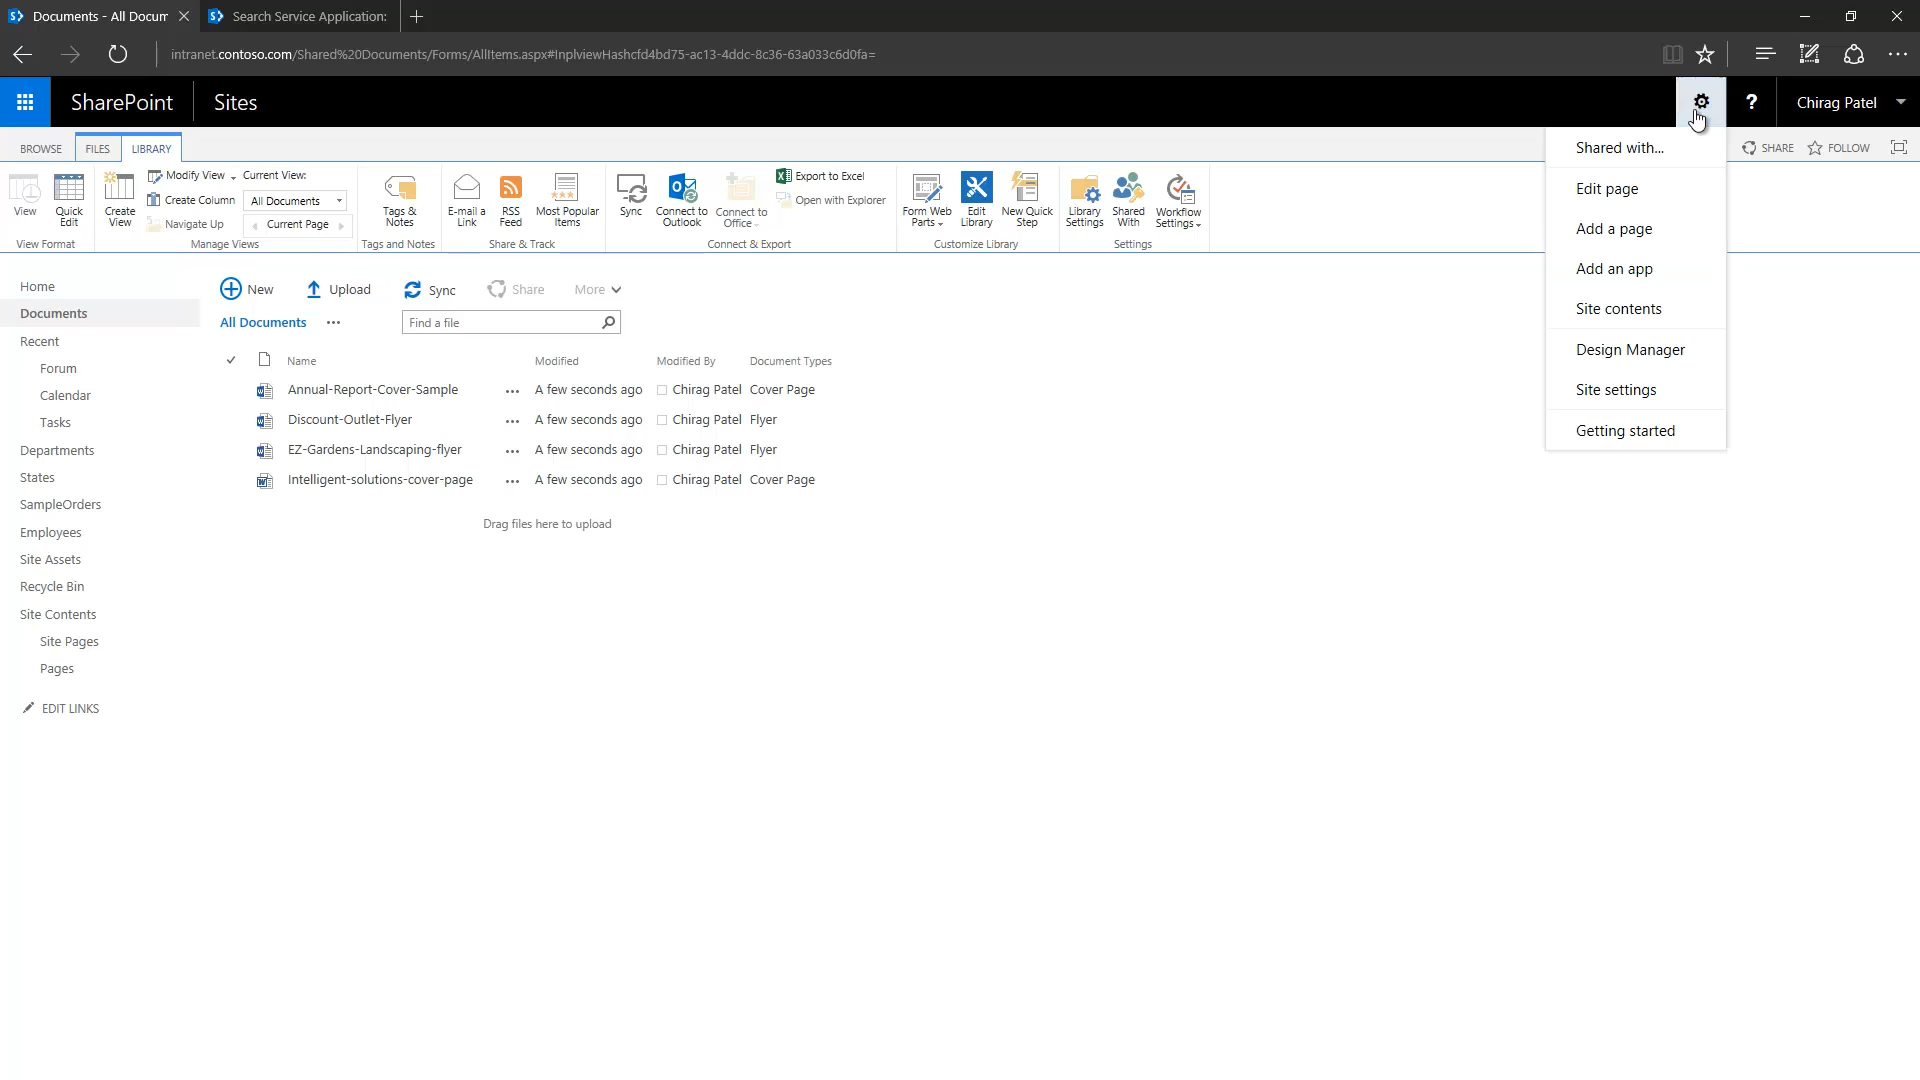 Documents - All Docum
Search Service Application:
intranet.contoso.com/Shared%20Documents/Forms/AllItems.aspx#InplviewHashcfd4bd75-ac13-4ddc-8c36-63a033c6d0fa=
SharePoint
Sites
?
Chirag Patel
BROWSE
FILES
LIBRARY
SHARE
FOLLOW
View
Quick
Edit
View Format
Create
View
Modify View
Create Column
Navigate Up
Current View:
All Documents
Current Page
Manage Views
Tags &
Notes
Tags and Notes
E-mail a
Link
RSS
Feed
Most Popular
Items
Share & Track
Sync
Connect to
Outlook
Connect to
Office
Export to Excel
Open with Explorer
Connect & Export
Form Web
Parts
Edit
Library
New Quick
Step
Customize Library
Library
Settings
Shared
With
Workflow
Settings
Settings
Shared with...
Edit page
Add a page
Add an app
Site contents
Design Manager
Site settings
Getting started
Home
Documents
Recent
Forum
Calendar
Tasks
Departments
States
SampleOrders
Employees
Site Assets
Recycle Bin
Site Contents
Site Pages
Pages
EDIT LINKS
New
Upload
Sync
Share
More
All Documents
...
Find a file
Name Modified Modified By Document Types
Annual-Report-Cover-Sample ... A few seconds ago Chirag Patel Cover Page
Discount-Outlet-Flyer ... A few seconds ago Chirag Patel Flyer
EZ-Gardens-Landscaping-flyer ... A few seconds ago Chirag Patel Flyer
Intelligent-solutions-cover-page ... A few seconds ago Chirag Patel Cover Page
Drag files here to upload